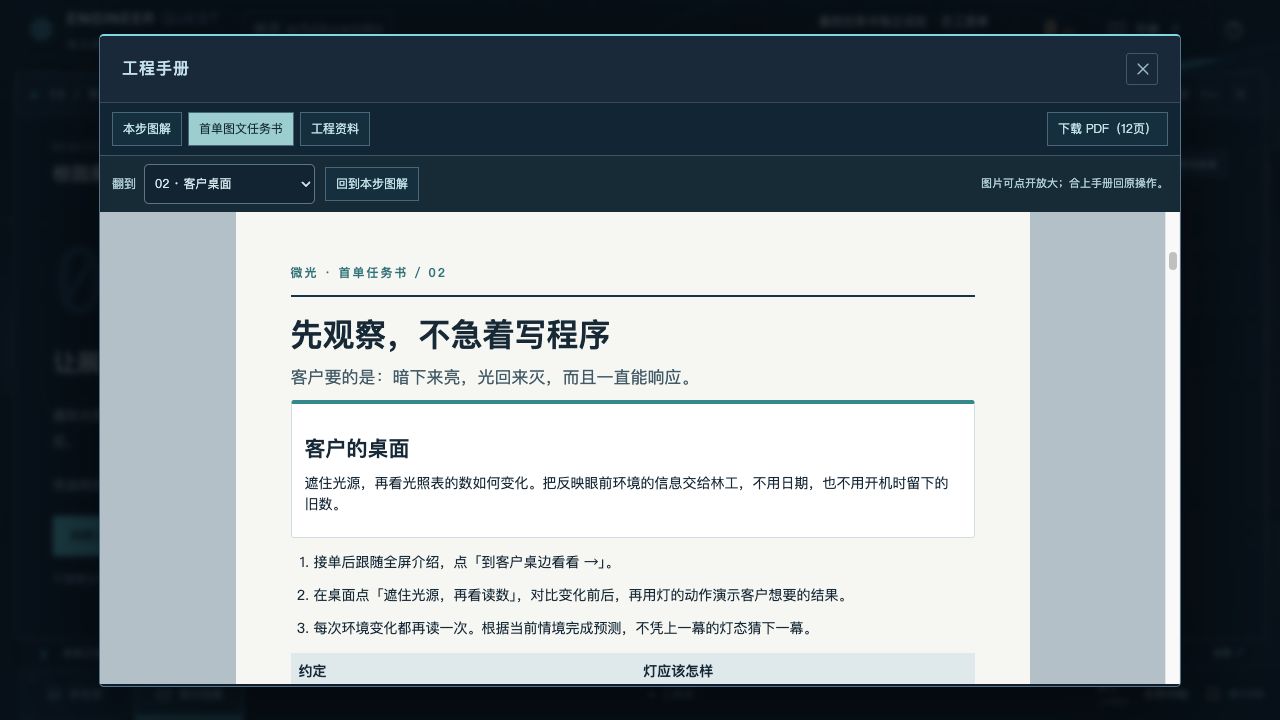 工程手册
本步图解
首单图文任务书
工程资料
下载 PDF（12页）
翻到
02 · 客户桌面
回到本步图解
图片可点开放大；合上手册回原操作。
微光 · 首单任务书 / 02
先观察，不急着写程序
客户要的是：暗下来亮，光回来灭，而且一直能响应。
客户的桌面
遮住光源，再看光照表的数如何变化。把反映眼前环境的信息交给林工，不用日期，也不用开机时留下的
旧数。
1. 接单后跟随全屏介绍，点「到客户桌边看看 →」。
2. 在桌面点「遮住光源，再看读数」，对比变化前后，再用灯的动作演示客户想要的结果。
3. 每次环境变化都再读一次。根据当前情境完成预测，不凭上一幕的灯态猜下一幕。
约定
灯应该怎样